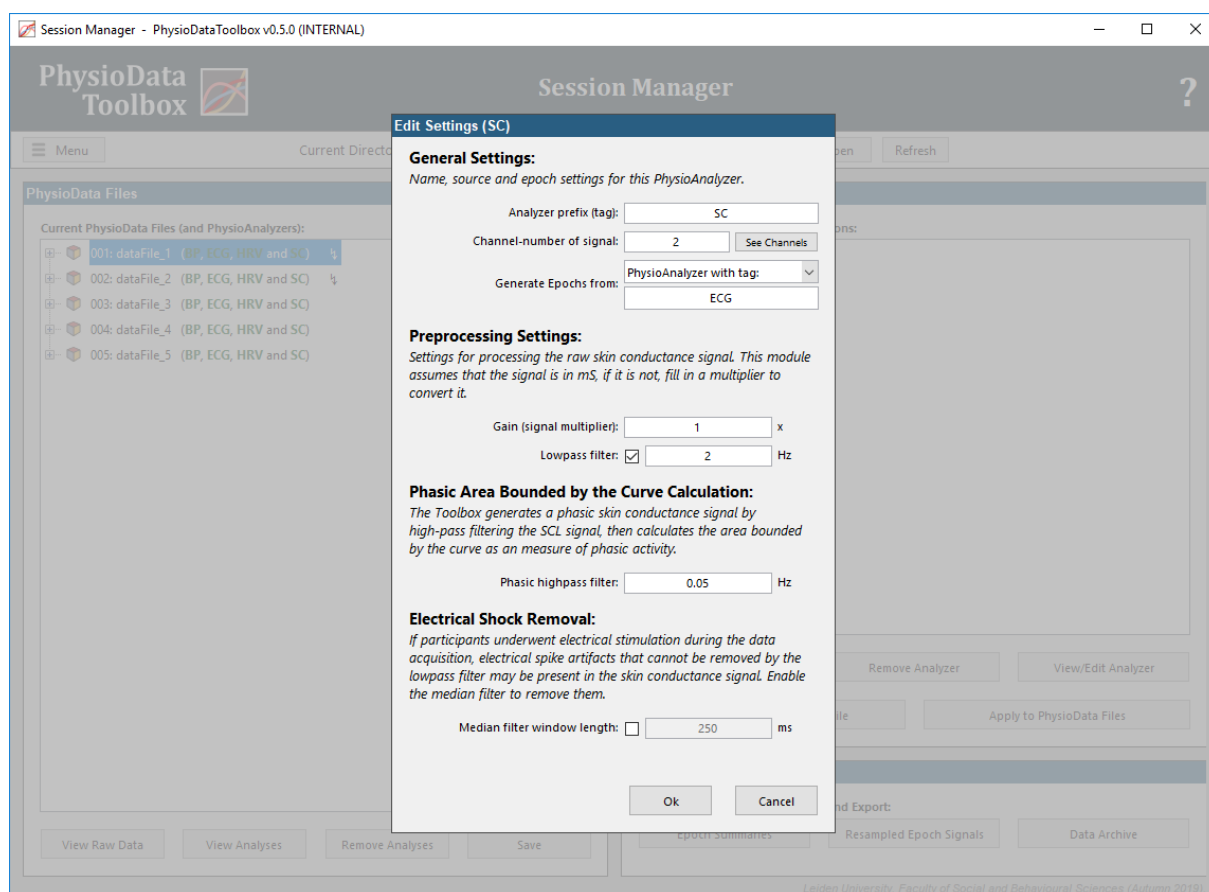 Session Manager - PhysioDataToolbox v0.5.0 (INTERNAL)
PhysioData
Toolbox
Session Manager
?
Menu
Current Directo
pen
Refresh
Edit Settings (SC)
General Settings:
Name, source and epoch settings for this PhysioAnalyzer.
Analyzer prefix (tag): SC
Channel-number of signal: 2 See Channels
Generate Epochs from: PhysioAnalyzer with tag:
ECG
Preprocessing Settings:
Settings for processing the raw skin conductance signal. This module
assumes that the signal is in mS, if it is not, fill in a multiplier to
convert it.
Gain (signal multiplier): 1 x
Lowpass filter: 2 Hz
Phasic Area Bounded by the Curve Calculation:
The Toolbox generates a phasic skin conductance signal by
high-pass filtering the SCL signal, then calculates the area bounded
by the curve as an measure of phasic activity.
Phasic highpass filter: 0.05 Hz
Electrical Shock Removal:
If participants underwent electrical stimulation during the data
acquisition, electrical spike artifacts that cannot be removed by the
lowpass filter may be present in the skin conductance signal. Enable
the median filter to remove them.
Median filter window length: 250 ms
Ok Cancel
PhysioData Files
Current PhysioData Files (and PhysioAnalyzers):
001: dataFile_1 (BP, ECG, HRV and SC)
002: dataFile_2 (BP, ECG, HRV and SC)
003: dataFile_3 (BP, ECG, HRV and SC)
004: dataFile_4 (BP, ECG, HRV and SC)
005: dataFile_5 (BP, ECG, HRV and SC)
View Raw Data View Analyses Remove Analyses Save
ons:
Remove Analyzer View/Edit Analyzer
ile Apply to PhysioData Files
nd Export:
Epoch Summaries Resampled Epoch Signals Data Archive
Leiden University, Faculty of Social and Behavioural Sciences (Autumn 2019)